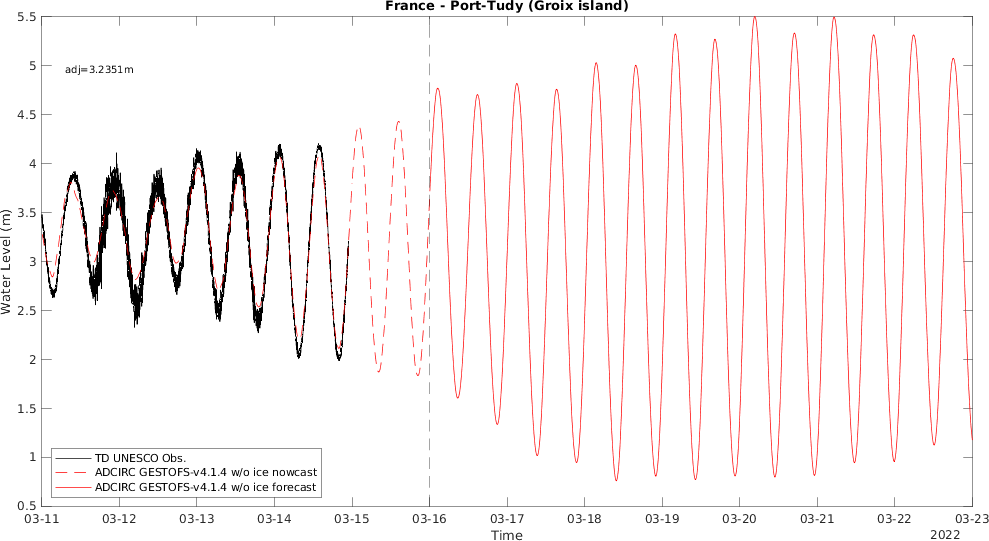 France - Port-Tudy (Groix island)
adj=3.2351m
5.5
5
4.5
4
3.5
3
2.5
2
1.5
1
0.5
Water Level (m)
TD UNESCO Obs.
ADCIRC GESTOFS-v4.1.4 w/o ice nowcast
ADCIRC GESTOFS-v4.1.4 w/o ice forecast
03-11 03-12 03-13 03-14 03-15 03-16 03-17 03-18 03-19 03-20 03-21 03-22 03-23
Time
2022